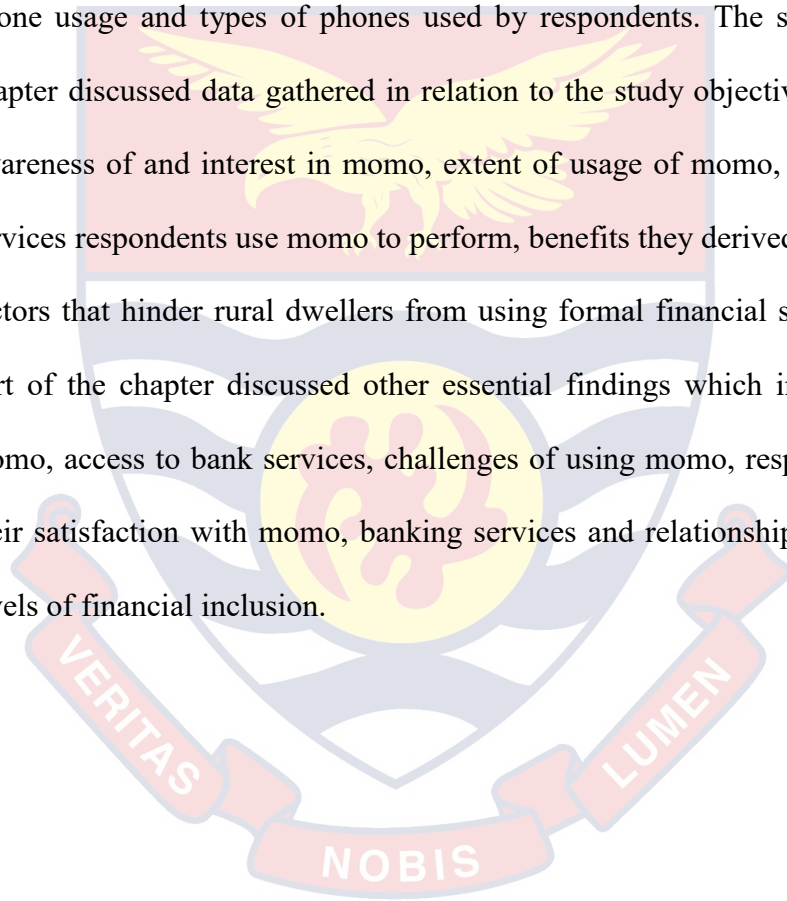 one usage and types of phones used by respondents. The s
apter discussed data gathered in relation to the study objectiv
vareness of and interest in momo, extent of usage of momo,
rvices respondents use momo to perform, benefits they derived
ctors that hinder rural dwellers from using formal financial s
rt of the chapter discussed other essential findings which in
omo, access to bank services, challenges of using momo, resp
eir satisfaction with momo, banking services and relationship
vels of financial inclusion.
VERITAS
NOBIS
LUMEN